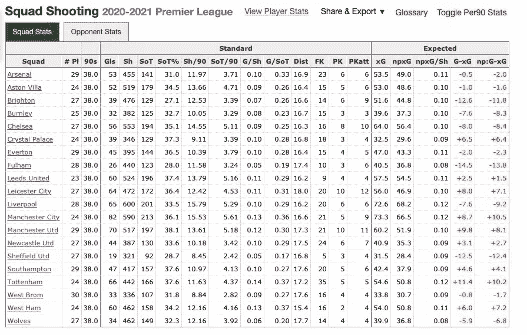 Squad Shooting 2020-2021 Premier League View Player Stats Share & Export ▼ Glossary Toggle Per90 Stats
Squad Stats Opponent Stats
Standard Expected
Squad # Pl 90s Gls Sh SoT SoT% Sh/90 SoT/90 G/Sh G/SoT Dist FK PK PKatt xG npxG npxG/Sh G-xG np:G-xG
Arsenal 29 38.0 53 455 141 31.0 11.97 3.71 0.10 0.33 16.9 23 6 6 53.5 49.0 0.11 -0.5 -2.0
Aston Villa 24 38.0 52 519 179 34.5 13.66 4.71 0.09 0.26 16.4 15 5 6 53.0 48.6 0.10 -1.0 -1.6
Brighton 27 38.0 39 476 129 27.1 12.53 3.39 0.07 0.26 16.6 14 6 9 51.6 44.8 0.10 -12.6 -11.8
Burnley 25 38.0 32 382 125 32.7 10.05 3.29 0.08 0.23 16.7 15 3 3 39.6 37.3 0.10 -7.6 -8.3
Chelsea 27 38.0 56 553 194 35.1 14.55 5.11 0.09 0.25 16.3 16 8 10 64.0 56.4 0.10 -8.0 -8.4
Crystal Palace 24 38.0 39 346 129 37.3 9.11 3.39 0.10 0.28 16.8 18 3 4 32.5 29.6 0.09 +6.5 +6.4
Everton 29 38.0 45 395 144 36.5 10.39 3.79 0.10 0.28 16.4 15 4 5 47.0 43.3 0.11 -2.0 -2.3
Fulham 28 38.0 26 440 123 28.0 11.58 3.24 0.05 0.19 17.4 10 3 6 40.5 36.8 0.08 -14.5 -13.8
Leeds United 23 38.0 60 524 196 37.4 13.79 5.16 0.11 0.29 16.2 9 4 4 57.5 54.5 0.11 +2.5 +1.5
Leicester City 27 38.0 64 472 172 36.4 12.42 4.53 0.11 0.31 18.0 20 10 12 56.0 46.9 0.10 +8.0 +7.1
Liverpool 28 38.0 65 600 201 33.5 15.79 5.29 0.10 0.29 16.2 20 6 6 72.6 68.2 0.12 -7.6 -9.2
Manchester City 24 38.0 82 590 213 36.1 15.53 5.61 0.13 0.36 16.6 21 5 9 73.3 66.5 0.12 +8.7 +10.5
Manchester Utd 29 38.0 70 517 197 38.1 13.61 5.18 0.12 0.30 17.3 21 10 11 60.2 51.9 0.10 +9.8 +8.1
Newcastle Utd 27 38.0 44 387 130 33.6 10.18 3.42 0.10 0.29 17.5 24 6 7 40.9 35.3 0.09 +3.1 +2.7
Sheffield Utd 27 38.0 19 321 92 28.7 8.45 2.42 0.05 0.17 16.8 5 3 4 31.5 28.4 0.09 -12.5 -12.4
Southampton 29 38.0 47 417 157 37.6 10.97 4.13 0.10 0.27 17.6 20 5 6 42.4 37.9 0.09 +4.6 +4.1
Tottenham 24 38.0 66 442 166 37.6 11.63 4.37 0.14 0.37 17.2 35 5 5 54.6 50.8 0.12 +11.4 +10.2
West Brom 30 38.0 33 336 107 31.8 8.84 2.82 0.09 0.27 17.6 16 4 4 33.8 30.7 0.09 -0.8 -1.7
West Ham 24 38.0 60 462 158 34.2 12.16 4.16 0.13 0.37 15.4 16 2 4 54.0 50.8 0.11 +6.0 +7.2
Wolves 27 38.0 34 462 149 32.3 12.16 3.92 0.06 0.20 17.7 14 4 4 39.9 36.8 0.08 -5.9 -6.8